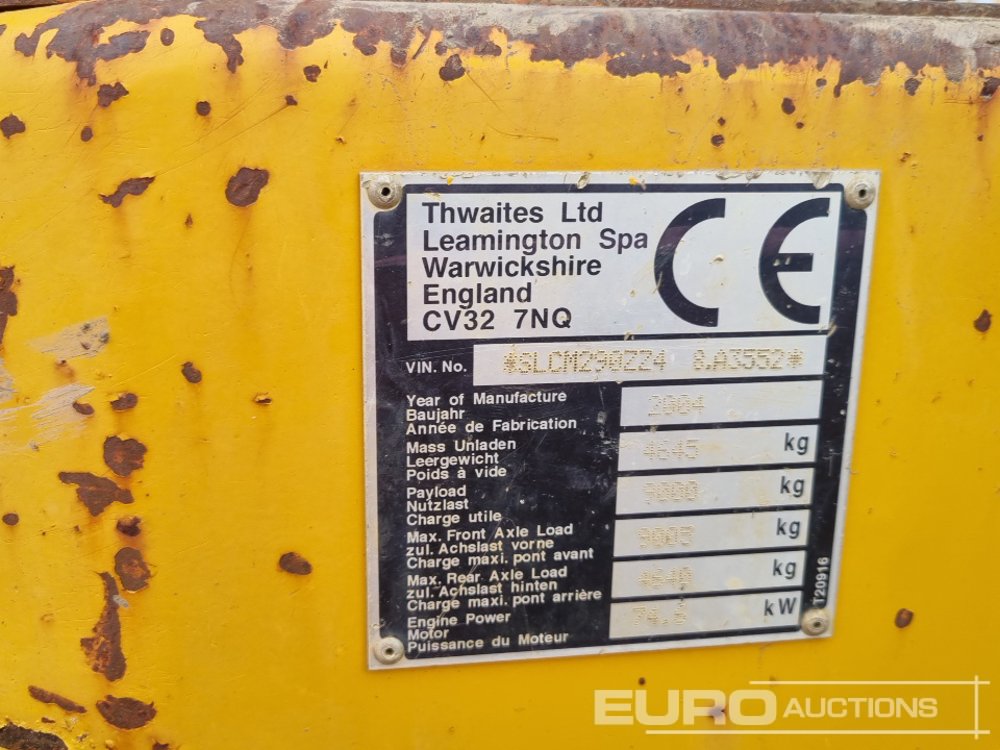 Thwaites Ltd
Leamington Spa
Warwickshire
England
CV32 7NQ
CE
VIN. No.
Year of Manufacture 2004
Baujahr
Année de Fabrication
Mass Unladen 4645 kg
Leergewicht
Poids à vide
Payload 9000 kg
Nutzlast
Charge utile
Max. Front Axle Load kg
zul. Achslast vorne
Charge maxi. pont avant
Max. Rear Axle Load 4640 kg
zul. Achslast hinten
Charge maxi. pont arrière
Engine Power kW
Motor
Puissance du Moteur
T20916
EURO AUCTIONS